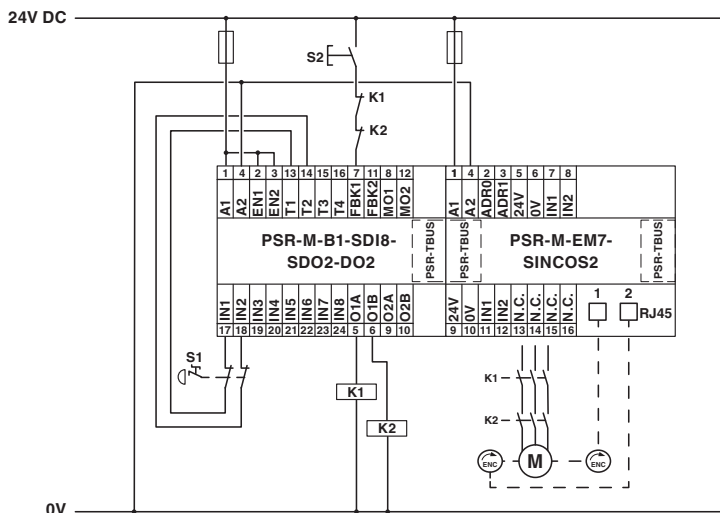 24V DC
S2
K1
K2
1 4 2 3 13 14 15 16 7 11 8 12
A1 A2 EN1 EN2 T1 T2 T3 T4 FBK1 FBK2 MO1 MO2
1 4 2 3 5 6 7 8
A1 A2 ADR0 ADR1 24V 0V IN1 IN2
PSR-M-B1-SDI8-
SDO2-DO2
PSR-TBUS
PSR-TBUS
PSR-M-EM7-
SINCOS2
PSR-TBUS
IN1 IN2 IN3 IN4 IN5 IN6 IN7 IN8 O1A O1B O2A O2B
17 18 19 20 21 22 23 24 5 6 9 10
24V 0V IN1 IN2 N.C. N.C. N.C. N.C.
9 10 11 12 13 14 15 16
1 2
RJ45
S1
K1
K2
K1
K2
ENC
M
ENC
0V